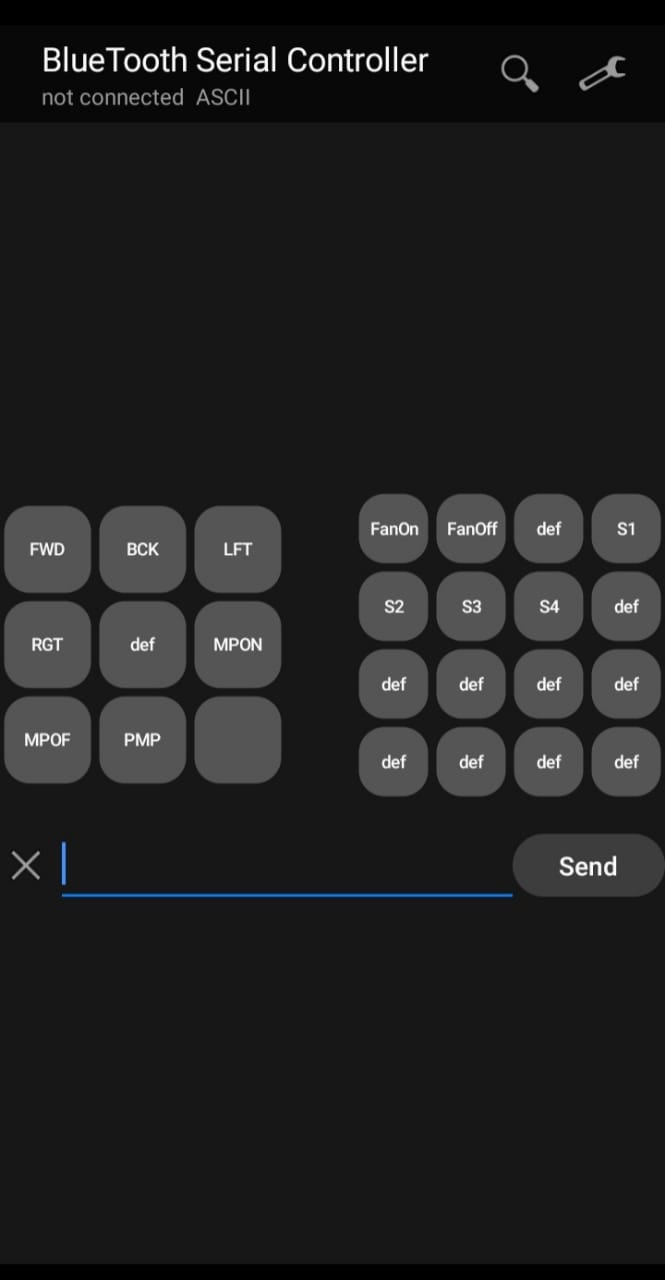 BlueTooth Serial Controller
not connected ASCII
FWD BCK LFT
RGT def MPON
MPOF PMP
FanOn FanOff def S1
S2 S3 S4 def
def def def def
def def def def
Send